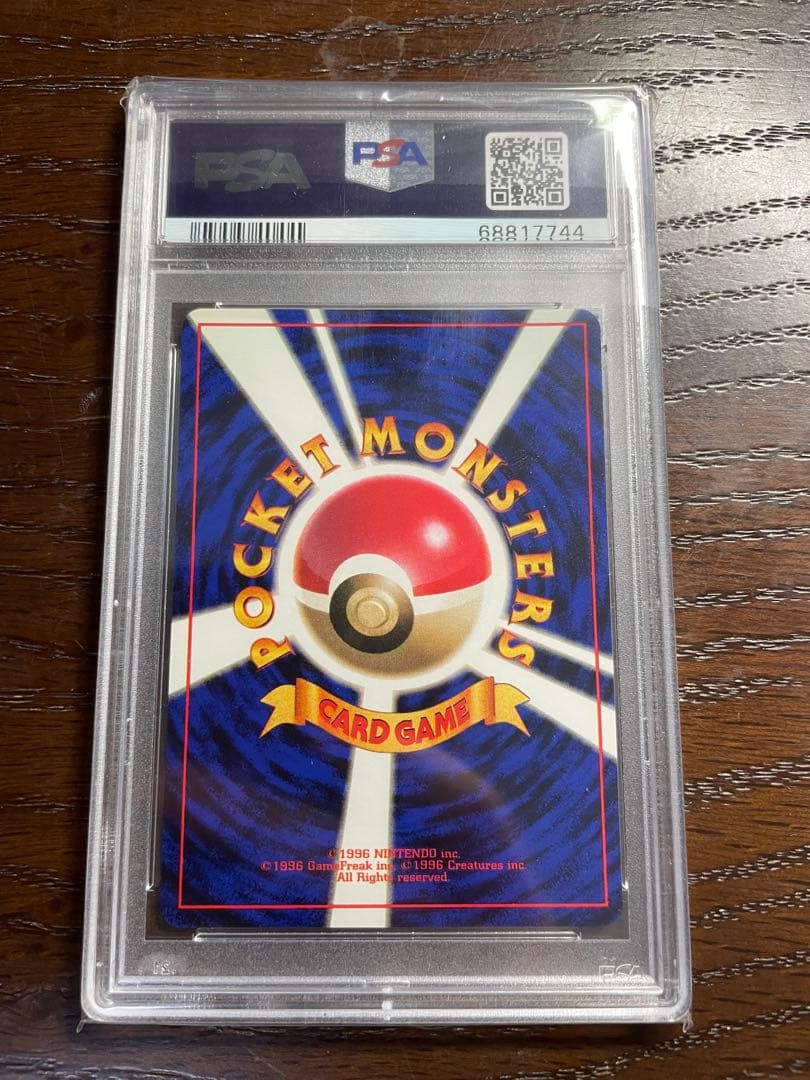 PSA
PSA
68817744
POCKET MONSTERS
CARD GAME
©1996 NINTENDO inc.
©1996 GameFreak inc. ©1996 Creatures inc.
All Rights reserved.
PSA